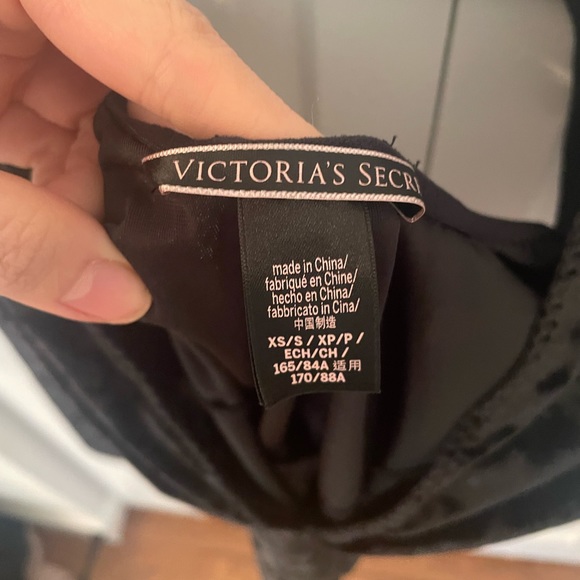 VICTORIA'S SECRE
made in China/
fabriqué en Chine/
hecho en China/
fabbricato in Cina/
中国制造
XS/S / XP/P /
ECH/CH /
165/84A 适用
170/88A